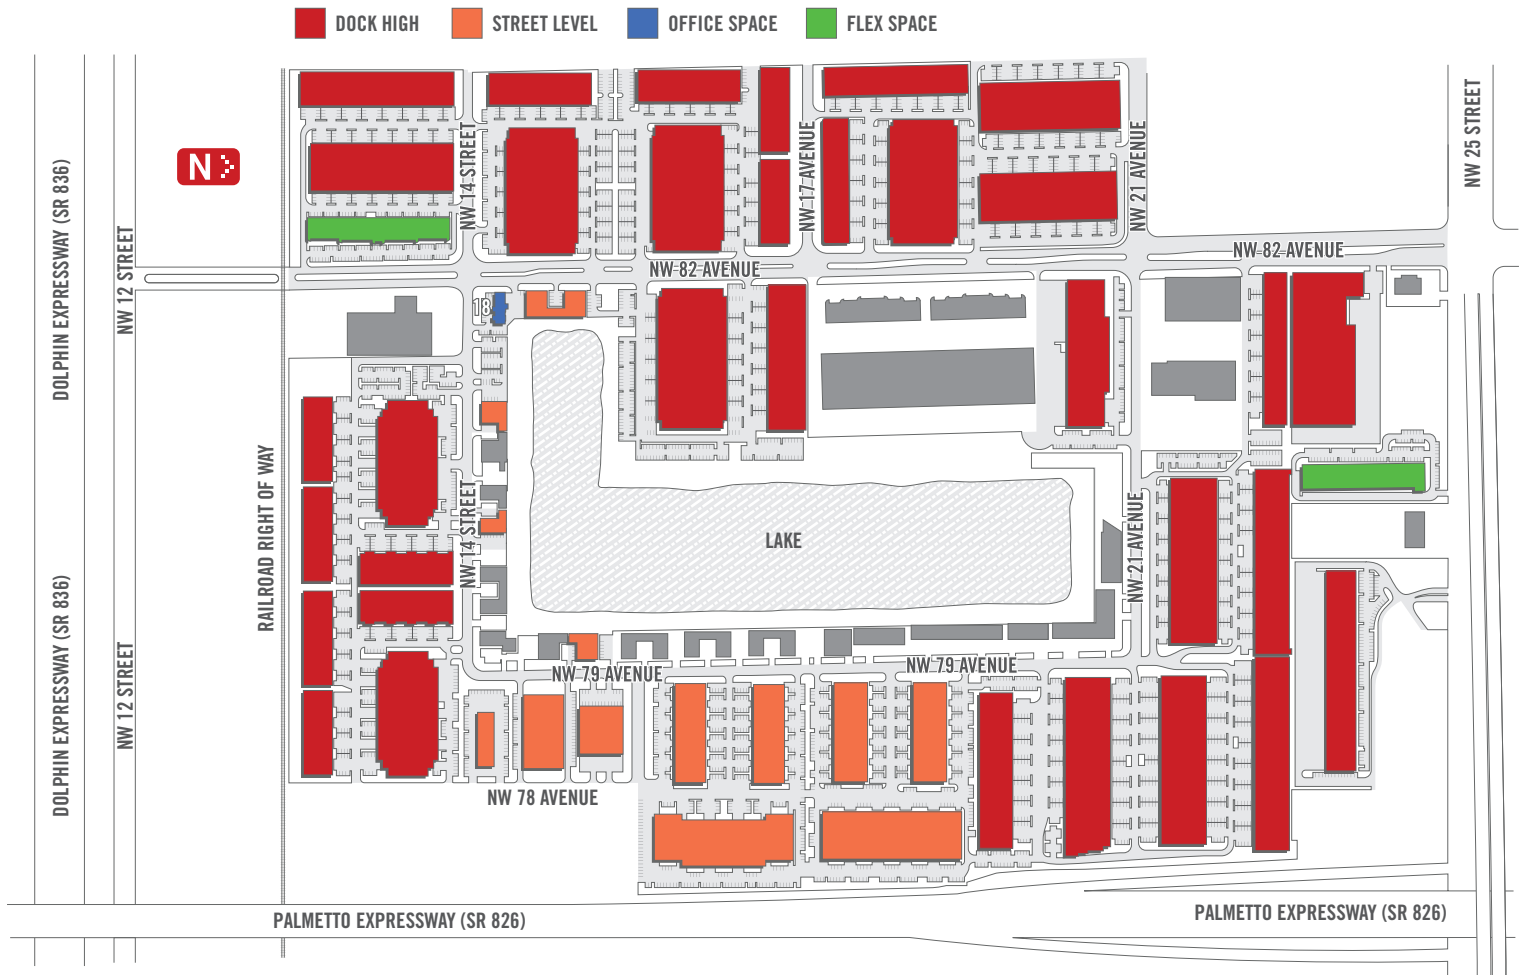 DOCK HIGH
STREET LEVEL
OFFICE SPACE
FLEX SPACE
N
DOLPHIN EXPRESSWAY (SR 836)
NW 12 STREET
NW 14 STREET
NW 17 AVENUE
NW 21 AVENUE
NW 25 STREET
NW 82 AVENUE
NW 82 AVENUE
18
RAILROAD RIGHT OF WAY
NW 14 STREET
LAKE
NW 21 AVENUE
DOLPHIN EXPRESSWAY (SR 836)
NW 12 STREET
NW 79 AVENUE
NW 79 AVENUE
NW 78 AVENUE
PALMETTO EXPRESSWAY (SR 826)
PALMETTO EXPRESSWAY (SR 826)